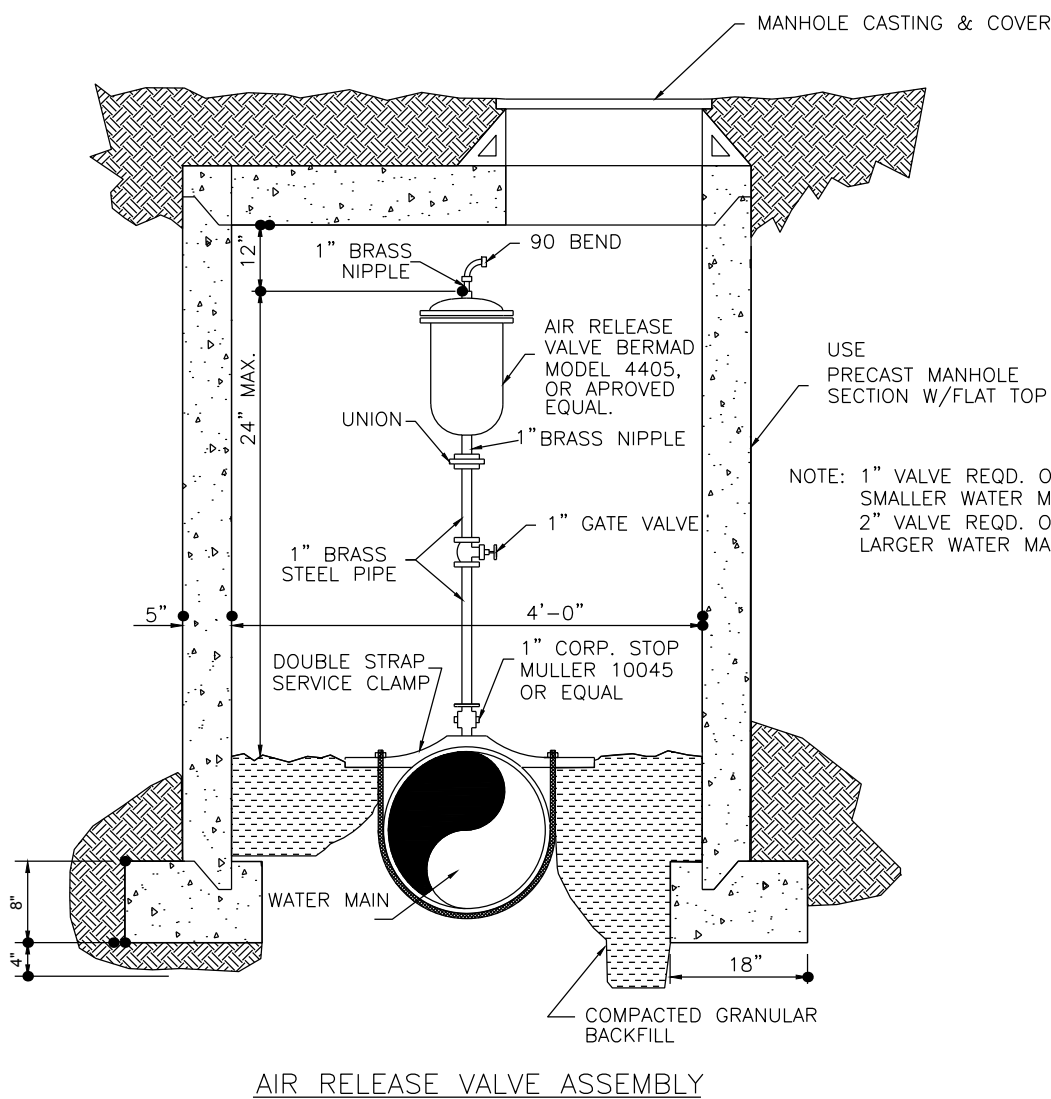 MANHOLE CASTING & COVER
12"
1" BRASS
NIPPLE
90 BEND
24" MAX.
AIR RELEASE
VALVE BERMAD
MODEL 4405,
OR APROVED
EQUAL.
USE
PRECAST MANHOLE
SECTION W/FLAT TOP
UNION
1" BRASS NIPPLE
NOTE: 1" VALVE REQD. O
SMALLER WATER M
2" VALVE REQD. O
LARGER WATER MA
1" GATE VALVE
1" BRASS
STEEL PIPE
5"
4'-0"
DOUBLE STRAP
SERVICE CLAMP
1" CORP. STOP
MULLER 10045
OR EQUAL
WATER MAIN
8"
4"
18"
COMPACTED GRANULAR
BACKFILL
AIR RELEASE VALVE ASSEMBLY